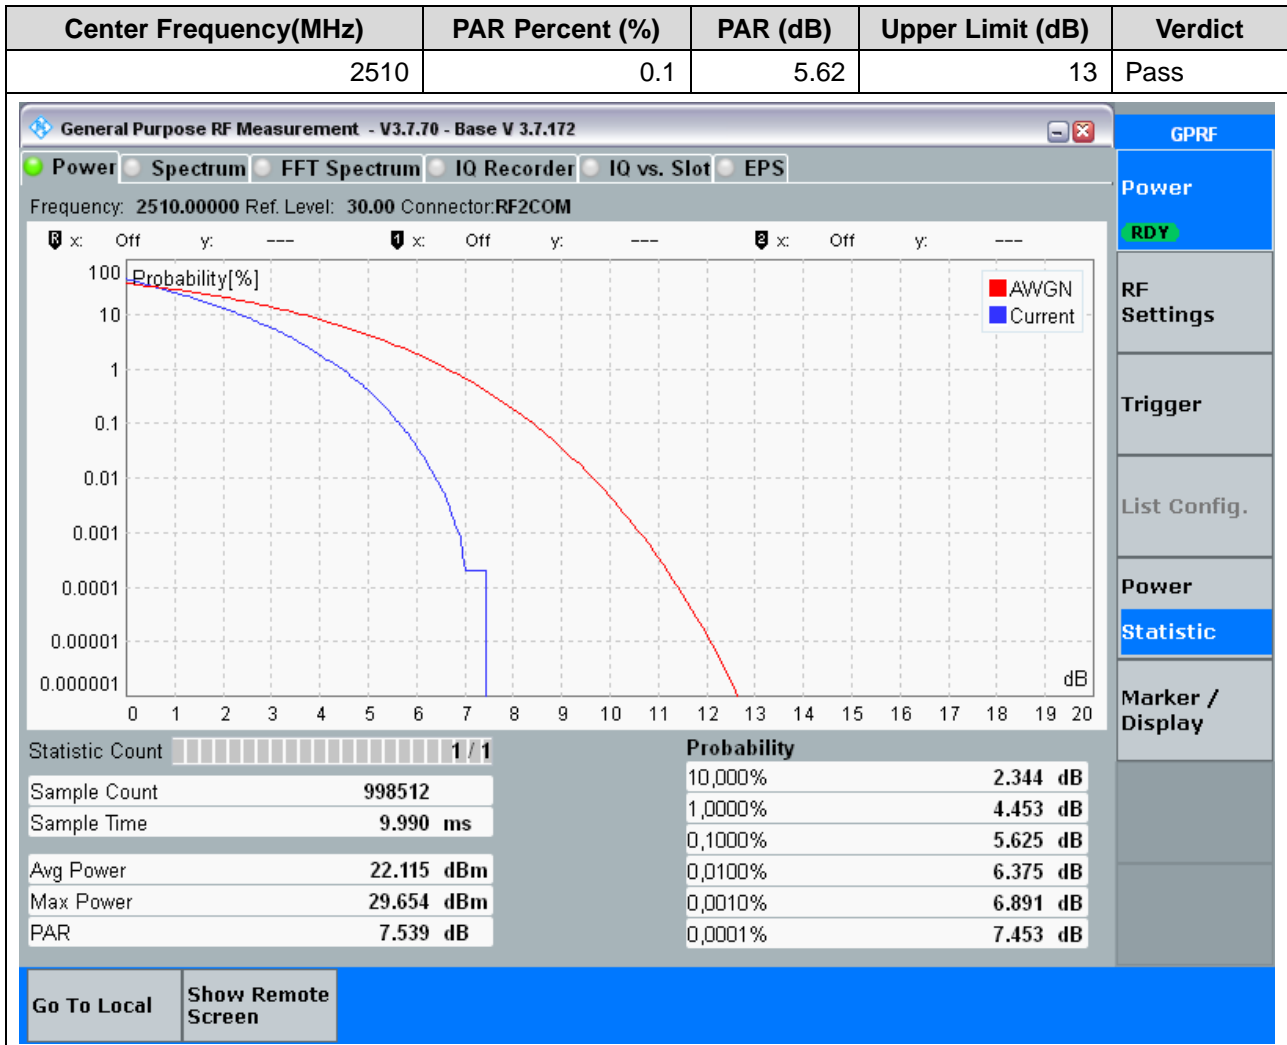 Center Frequency(MHz) PAR Percent (%) PAR (dB) Upper Limit (dB) Verdict
2510 0.1 5.62 13 Pass
General Purpose RF Measurement - V3.7.70 - Base V 3.7.172
GPRF
Power Spectrum FFT Spectrum IQ Recorder IQ vs. Slot EPS
Power
RDY
Frequency: 2510.00000 Ref. Level: 30.00 Connector:RF2COM
R x: Off y: --- 1 x: Off y: --- 2 x: Off y: ---
Probability[%]
AWGN
Current
100
10
1
0.1
0.01
0.001
0.0001
0.00001
0.000001
dB
0 1 2 3 4 5 6 7 8 9 10 11 12 13 14 15 16 17 18 19 20
RF
Settings
Trigger
List Config.
Power
Statistic
Marker /
Display
Statistic Count 1 / 1
Sample Count 998512
Sample Time 9.990 ms
Avg Power 22.115 dBm
Max Power 29.654 dBm
PAR 7.539 dB
Probability
10,000% 2.344 dB
1,0000% 4.453 dB
0,1000% 5.625 dB
0,0100% 6.375 dB
0,0010% 6.891 dB
0,0001% 7.453 dB
Go To Local
Show Remote
Screen